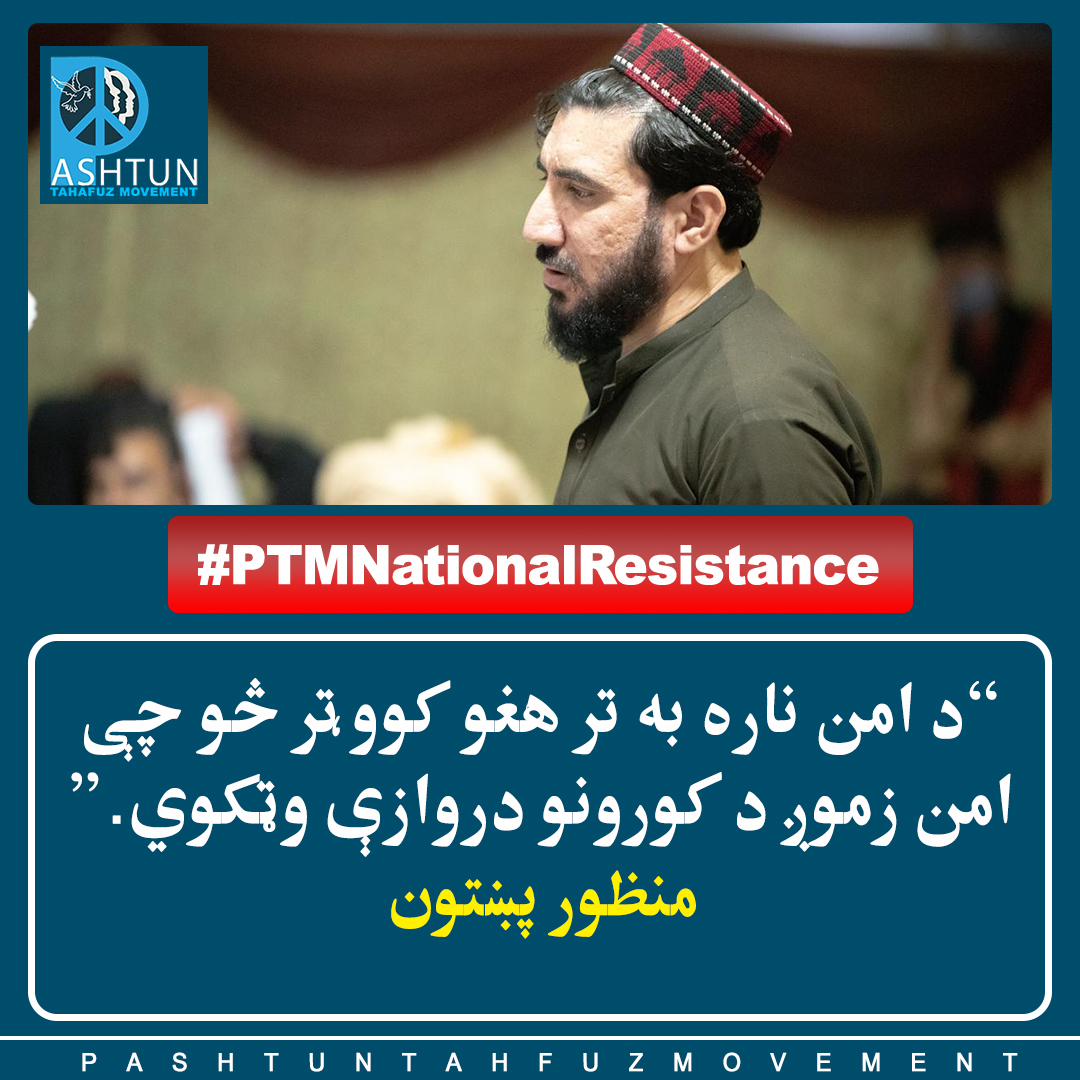 ASHTUN
TAHAFUZ MOVEMENT
#PTMNationalResistance
“د امن ناره به تر هغو کوو تر څو چې
امن زموږ د کورونو دروازې وټکوي.”
منظور پښتون
PASHTUNTAHFUZMOVEMENT